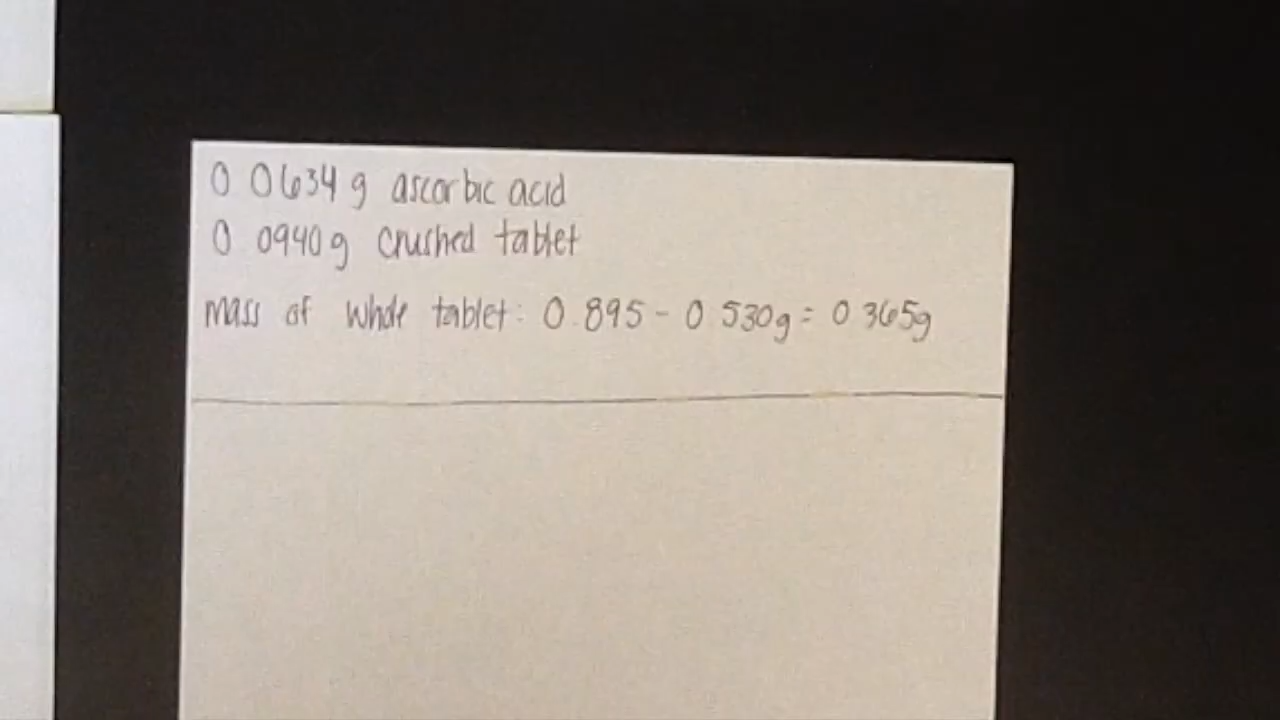 0 0634 g ascorbic acid
0 0940 g crushed tablet
mass of whole tablet: 0.895 - 0 530g = 0 365g